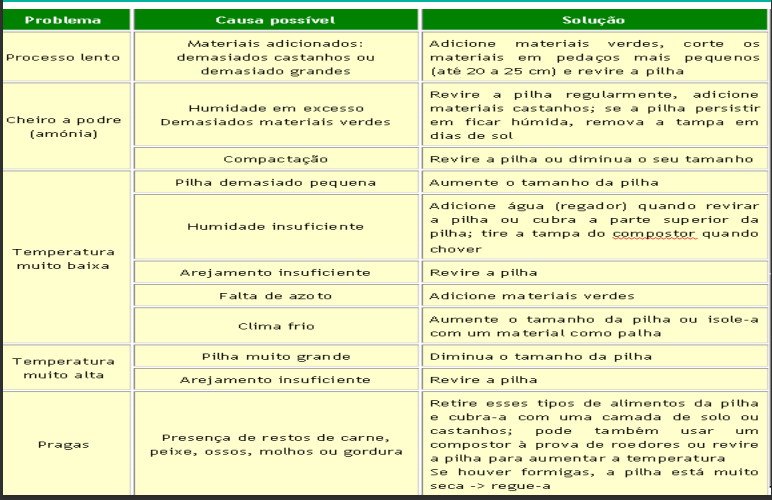 Problema Causa possível Solução
Processo lento
Materiais adicionados:
demasiados castanhos ou
demasiado grandes
Adicione materiais verdes, corte os
materiais em pedaços mais pequenos
(até 20 a 25 cm) e revire a pilha
Cheiro a podre
(amónia)
Humidade em excesso
Demasiados materiais verdes
Revire a pilha regularmente, adicione
materiais castanhos; se a pilha persistir
em ficar húmida, remova a tampa em
dias de sol
Compactação
Revire a pilha ou diminua o seu tamanho
Temperatura
muito baixa
Pilha demasiado pequena
Aumente o tamanho da pilha
Humidade insuficiente
Adicione água (regador) quando revirar
a pilha ou cubra a parte superior da
pilha; tire a tampa do compostor quando
chover
Arejamento insuficiente
Revire a pilha
Falta de azoto
Adicione materiais verdes
Clima frio
Aumente o tamanho da pilha ou isole-a
com um material como palha
Temperatura
muito alta
Pilha muito grande
Diminua o tamanho da pilha
Arejamento insuficiente
Revire a pilha
Pragas
Presença de restos de carne,
peixe, ossos, molhos ou gordura
Retire esses tipos de alimentos da pilha
e cubra-a com uma camada de solo ou
castanhos; pode também usar um
compostor à prova de roedores ou revire
a pilha para aumentar a temperatura
Se houver formigas, a pilha está muito
seca -> regue-a